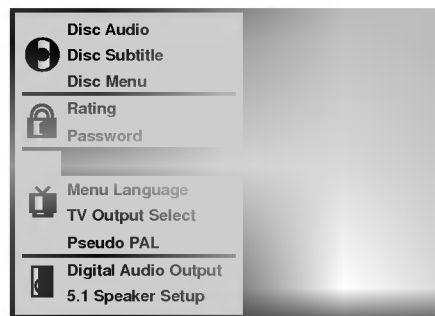 Disc Audio
Disc Subtitle
Disc Menu
Rating
Password
Menu Language
TV Output Select
Pseudo PAL
Digital Audio Output
5.1 Speaker Setup